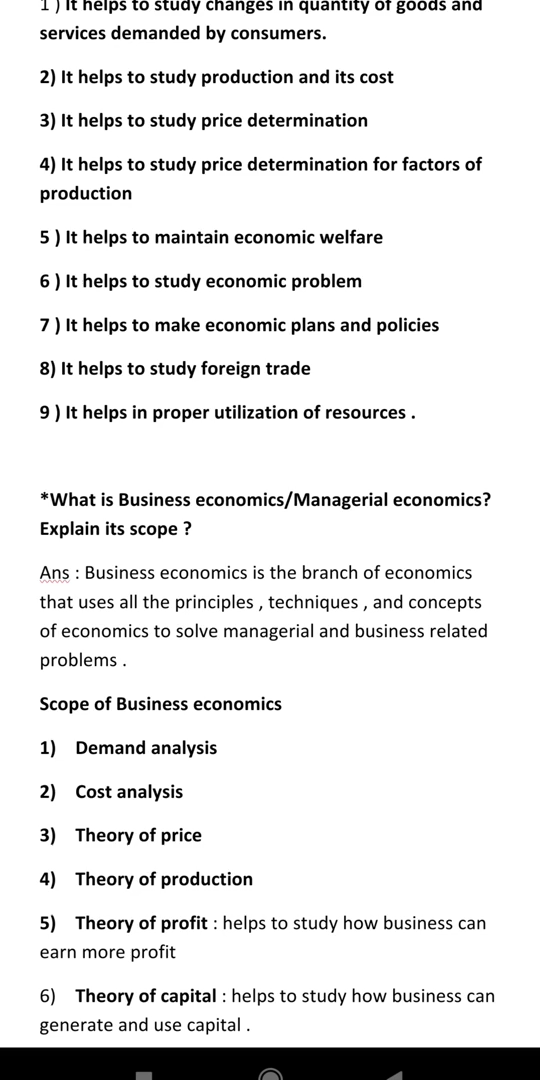 1 ) It helps to study changes in quantity of goods and
services demanded by consumers.
2) It helps to study production and its cost
3) It helps to study price determination
4) It helps to study price determination for factors of
production
5 ) It helps to maintain economic welfare
6 ) It helps to study economic problem
7 ) It helps to make economic plans and policies
8) It helps to study foreign trade
9 ) It helps in proper utilization of resources .
*What is Business economics/Managerial economics?
Explain its scope ?
Ans : Business economics is the branch of economics
that uses all the principles , techniques , and concepts
of economics to solve managerial and business related
problems .
Scope of Business economics
1) Demand analysis
2) Cost analysis
3) Theory of price
4) Theory of production
5) Theory of profit : helps to study how business can
earn more profit
6) Theory of capital : helps to study how business can
generate and use capital .